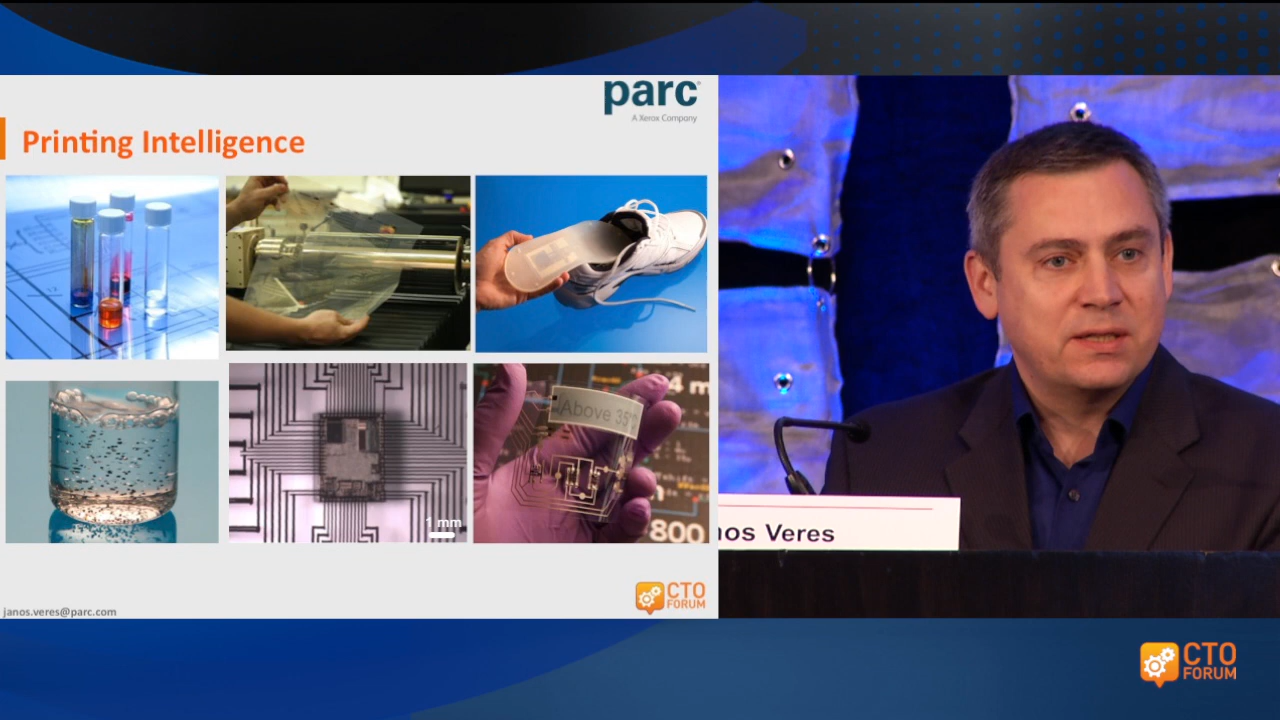 parc
A Xerox Company
Printing Intelligence
Above 35°
1 mm
4 m
800
janos.veres@parc.com
CTO
FORUM
nos Veres
CTO
FORUM